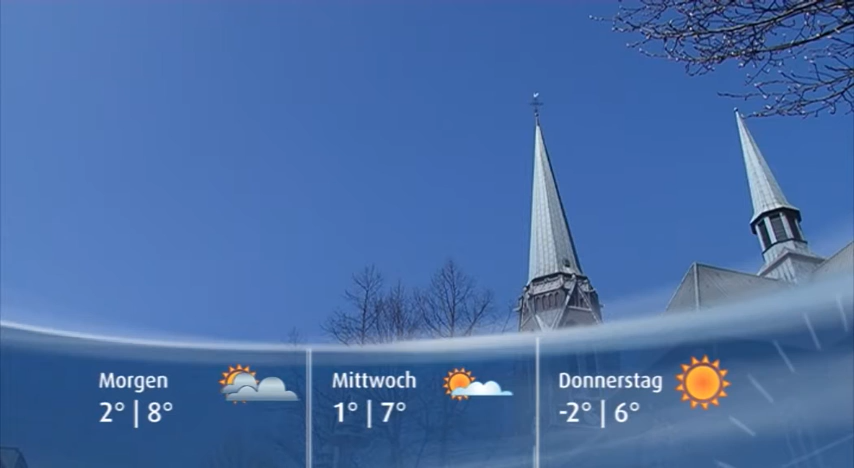 Morgen
2° | 8°
Mittwoch
1° | 7°
Donnerstag
-2° | 6°